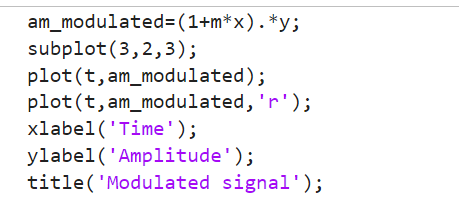 am_modulated=(1+m*x).*y;
subplot(3,2,3);
plot(t,am_modulated);
plot(t,am_modulated,'r');
xlabel('Time');
ylabel('Amplitude');
title('Modulated signal');